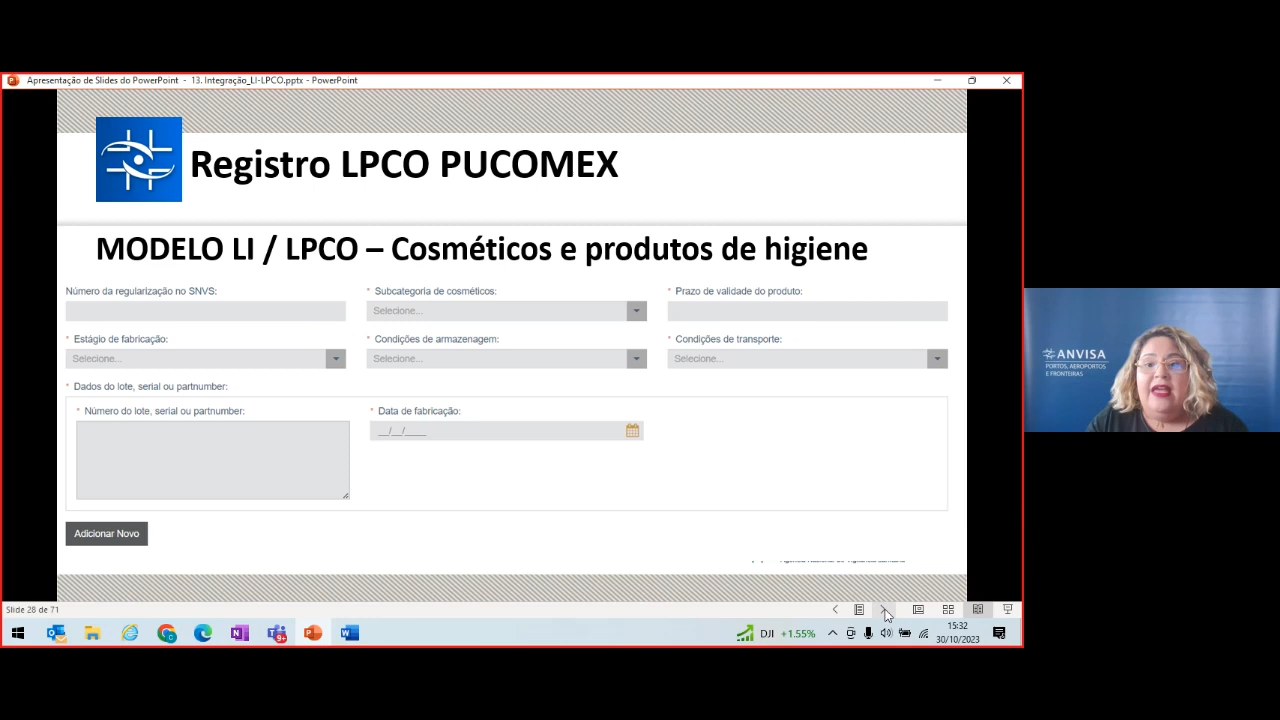 Apresentação de Slides do PowerPoint - 13. Integração_LI-LPCO.pptx - PowerPoint
Registro LPCO PUCOMEX
MODELO LI / LPCO – Cosméticos e produtos de higiene
Número da regularização no SNVS:
* Subcategoria de cosméticos:
* Prazo de validade do produto:
Selecione...
* Estágio de fabricação:
* Condições de armazenagem:
* Condições de transporte:
Selecione...
Selecione...
Selecione...
* Dados do lote, serial ou partnumber:
* Número do lote, serial ou partnumber:
* Data de fabricação:
__/__/____
Adicionar Novo
ANVISA
PORTOS, AEROPORTOS
E FRONTEIRAS
Slide 28 de 71
9+
DJI +1.55%
15:32
30/10/2023